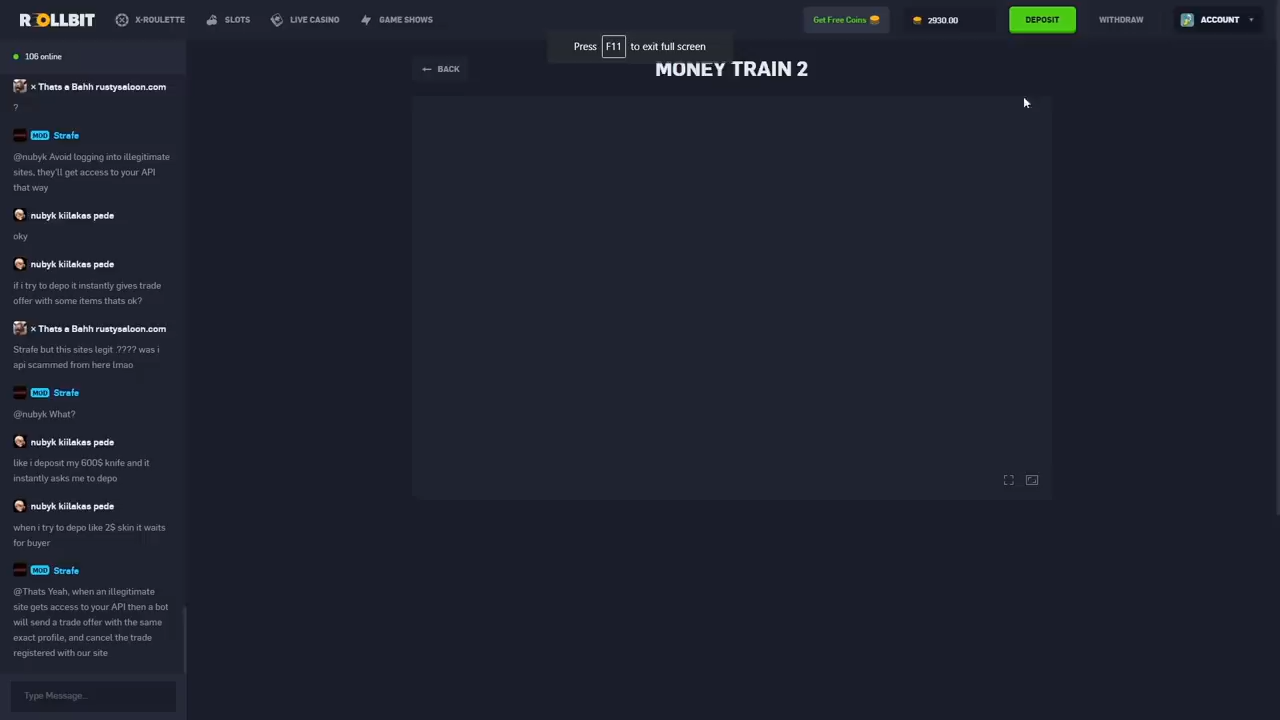 ROLLBIT
X-ROULETTE
SLOTS
LIVE CASINO
GAME SHOWS
Get Free Coins
2930.00
DEPOSIT
WITHDRAW
ACCOUNT
Press F11 to exit full screen
106 online
BACK
MONEY TRAIN 2
× Thats a Bahh rustysaloon.com
?
MOD Strafe
@nubyk Avoid logging into illegitimate
sites, they'll get access to your API
that way
nubyk kiilakas pede
oky
nubyk kiilakas pede
if i try to depo it instantly gives trade
offer with some items thats ok?
× Thats a Bahh rustysaloon.com
Strafe but this sites legit .???? was i
api scammed from here lmao
MOD Strafe
@nubyk What?
nubyk kiilakas pede
like i deposit my 600$ knife and it
instantly asks me to depo
nubyk kiilakas pede
when i try to depo like 2$ skin it waits
for buyer
MOD Strafe
@Thats Yeah, when an illegitimate
site gets access to your API then a bot
will send a trade offer with the same
exact profile, and cancel the trade
registered with our site
Type Message...